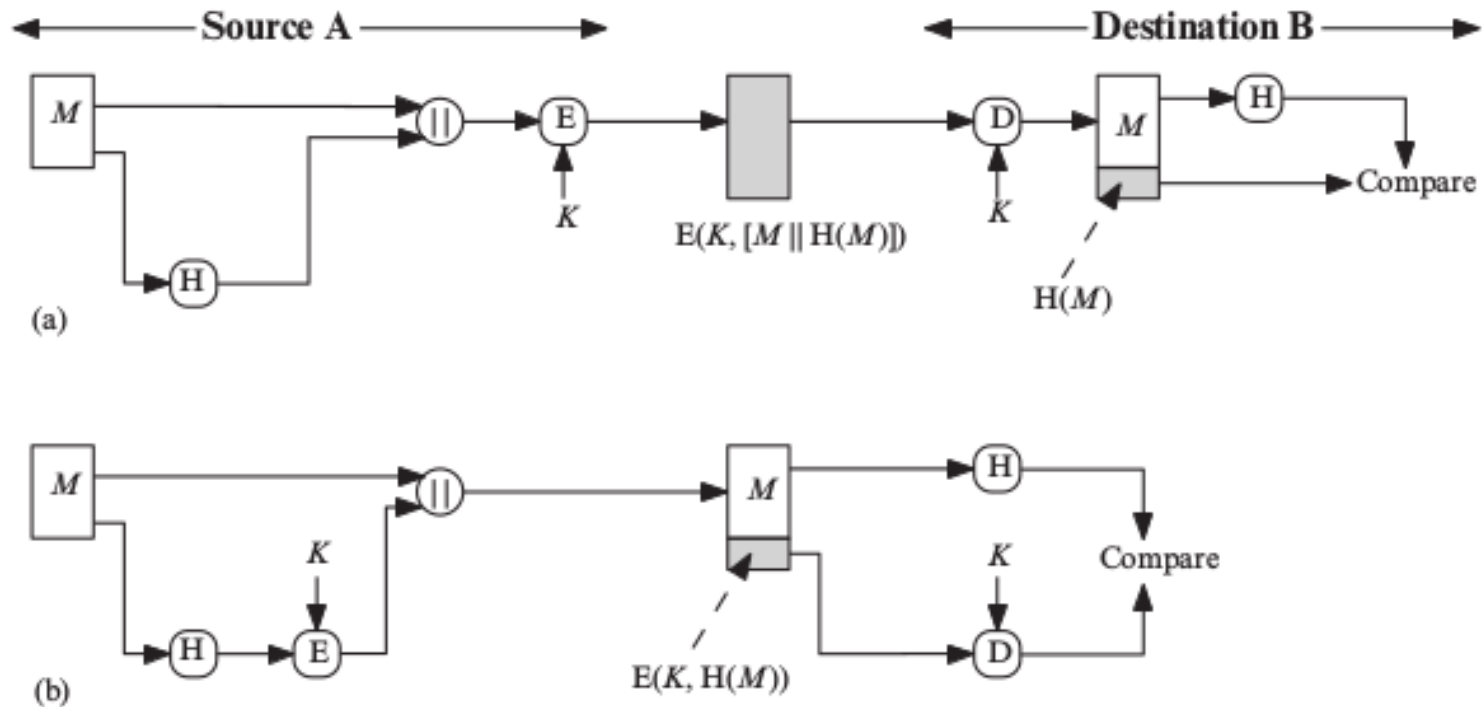 Source A Destination B
M || E D M H
Compare
K K
E(K, [M || H(M)])
H H(M)
(a)
M || M H
K K Compare
H E D
E(K, H(M))
(b)